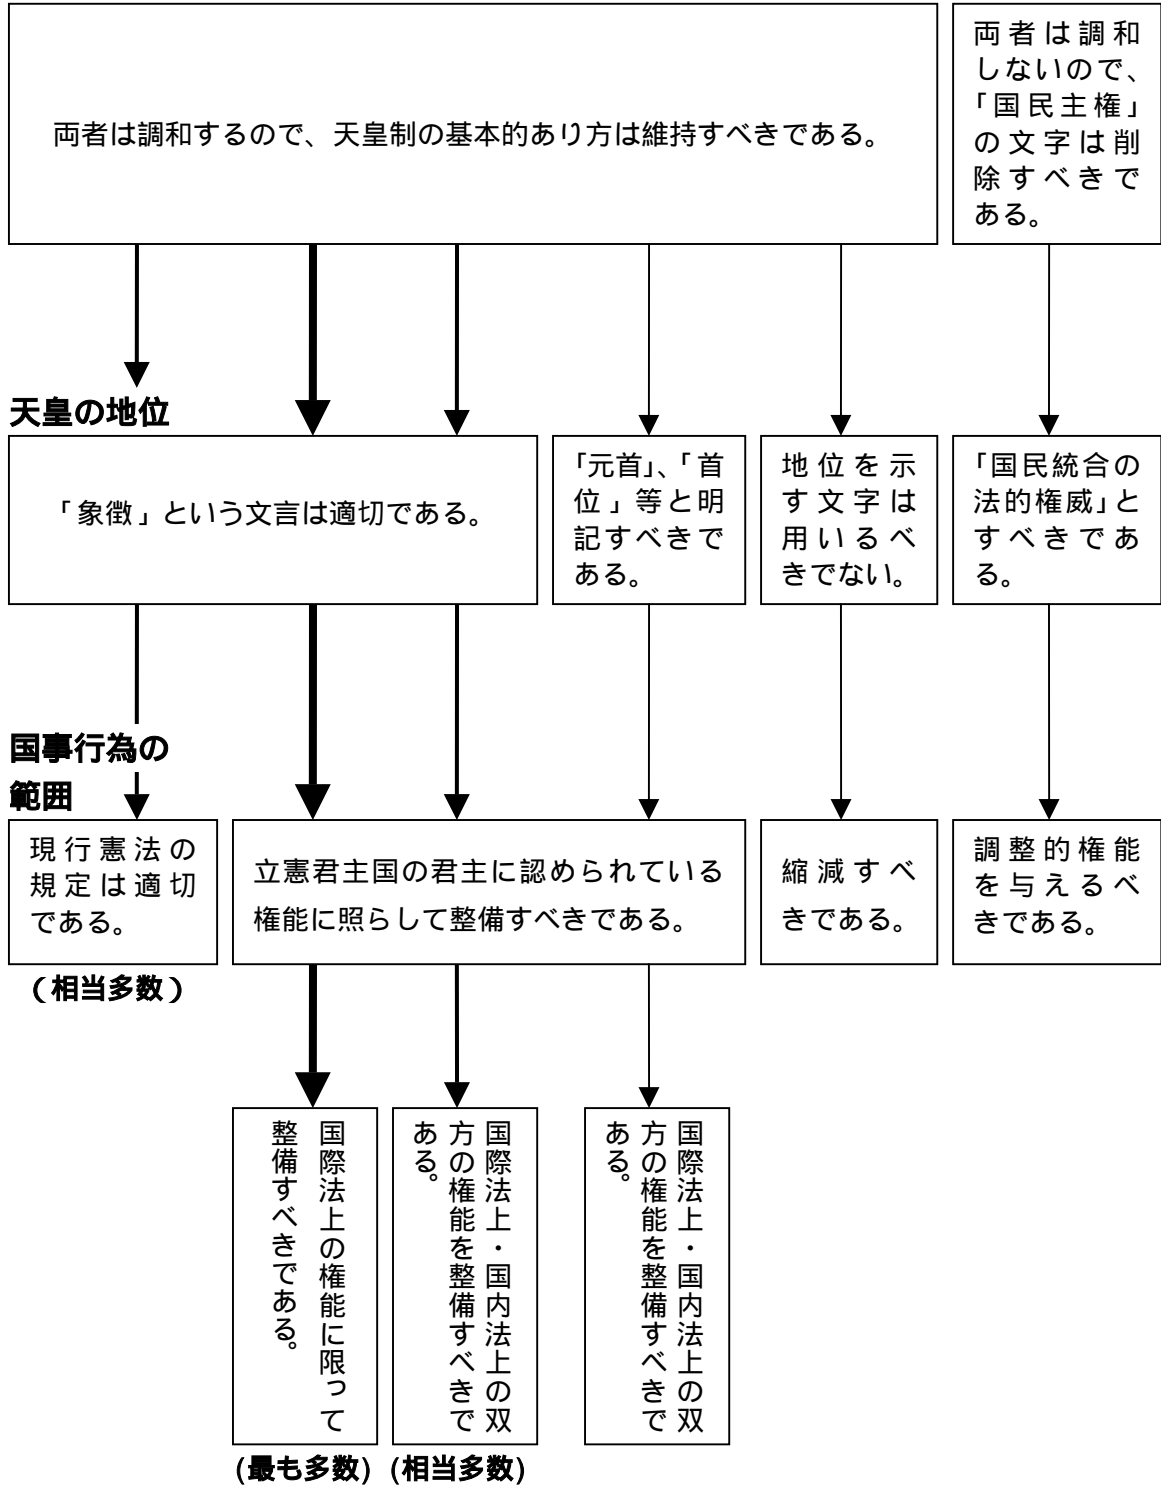 両者は調和するので、天皇制の基本的あり方は維持すべきである。
両者は調和
しないので、
「国民主権」
の文字は削
除すべきで
ある。
天皇の地位
「象徴」という文言は適切である。
「元首」、「首
位」等と明
記すべきで
ある。
地位を示
す文字は
用いるべ
きでない。
「国民統合の
法的権威」と
すべきであ
る。
国事行為の
範囲
現行憲法の
規定は適切
である。
(相当多数)
立憲君主国の君主に認められている
権能に照らして整備すべきである。
縮減すべ
きである。
調整的権能
を与えるべ
きである。
国際法上の権能に限って
整備すべきである。
(最も多数)
国際法上・国内法上の双
方の権能を整備すべきで
ある。
(相当多数)
国際法上・国内法上の双
方の権能を整備すべきで
ある。